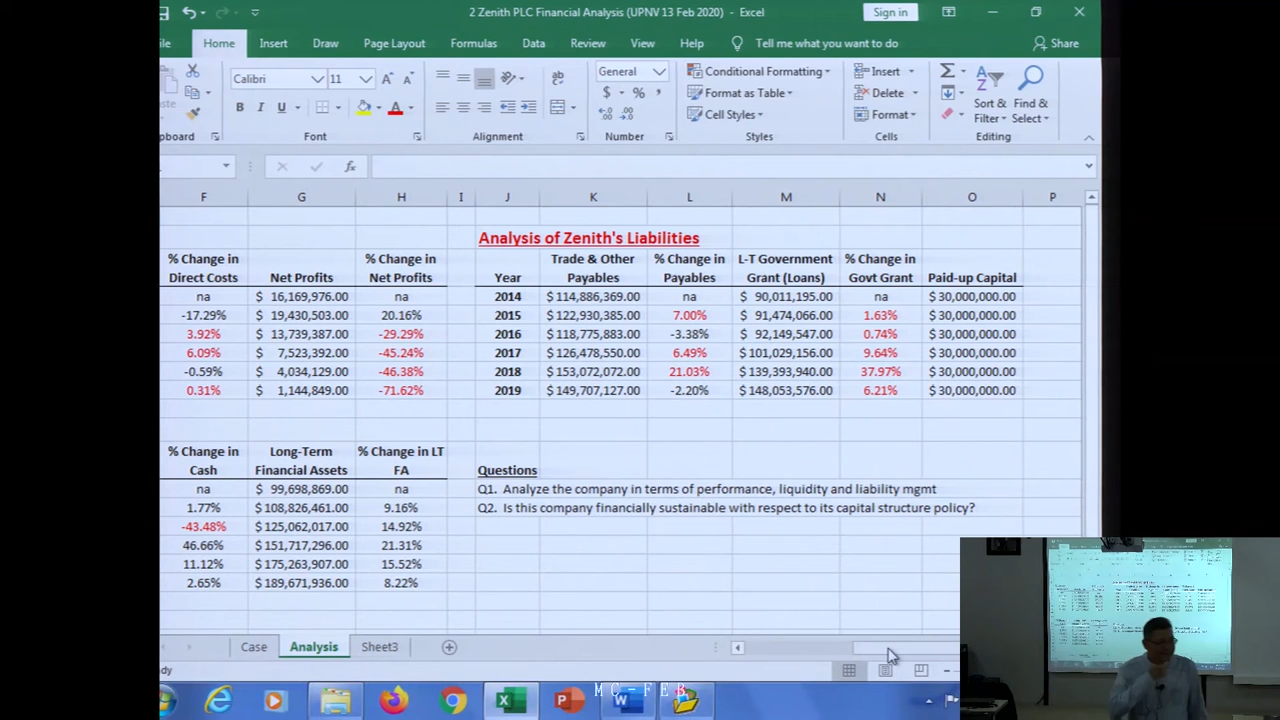 2 Zenith PLC Financial Analysis (UPNV 13 Feb 2020) - Excel
Sign in
Home Insert Draw Page Layout Formulas Data Review View Help Tell me what you want to do Share
Calibri 11 General Conditional Formatting Insert
Format as Table Delete Sort & Find &
B I U $ % , Cell Styles Format Filter Select
Font Alignment Number Styles Cells Editing
fx
F G H I J K L M N O P
Analysis of Zenith's Liabilities
% Change in % Change in Trade & Other % Change in L-T Government % Change in
Direct Costs Net Profits Net Profits Year Payables Payables Grant (Loans) Govt Grant Paid-up Capital
na $ 16,169,976.00 na 2014 $ 114,886,369.00 na $ 90,011,195.00 na $ 30,000,000.00
-17.29% $ 19,430,503.00 20.16% 2015 $ 122,930,385.00 7.00% $ 91,474,066.00 1.63% $ 30,000,000.00
3.92% $ 13,739,387.00 -29.29% 2016 $ 118,775,883.00 -3.38% $ 92,149,547.00 0.74% $ 30,000,000.00
6.09% $ 7,523,392.00 -45.24% 2017 $ 126,478,550.00 6.49% $ 101,029,156.00 9.64% $ 30,000,000.00
-0.59% $ 4,034,129.00 -46.38% 2018 $ 153,072,072.00 21.03% $ 139,393,940.00 37.97% $ 30,000,000.00
0.31% $ 1,144,849.00 -71.62% 2019 $ 149,707,127.00 -2.20% $ 148,053,576.00 6.21% $ 30,000,000.00
% Change in Long-Term % Change in LT
Cash Financial Assets FA Questions
na $ 99,698,869.00 na Q1. Analyze the company in terms of performance, liquidity and liability mgmt
1.77% $ 108,826,461.00 9.16% Q2. Is this company financially sustainable with respect to its capital structure policy?
-43.48% $ 125,062,017.00 14.92%
46.66% $ 151,717,296.00 21.31%
11.12% $ 175,263,907.00 15.52%
2.65% $ 189,671,936.00 8.22%
Case Analysis Sheet3
MC-FEB